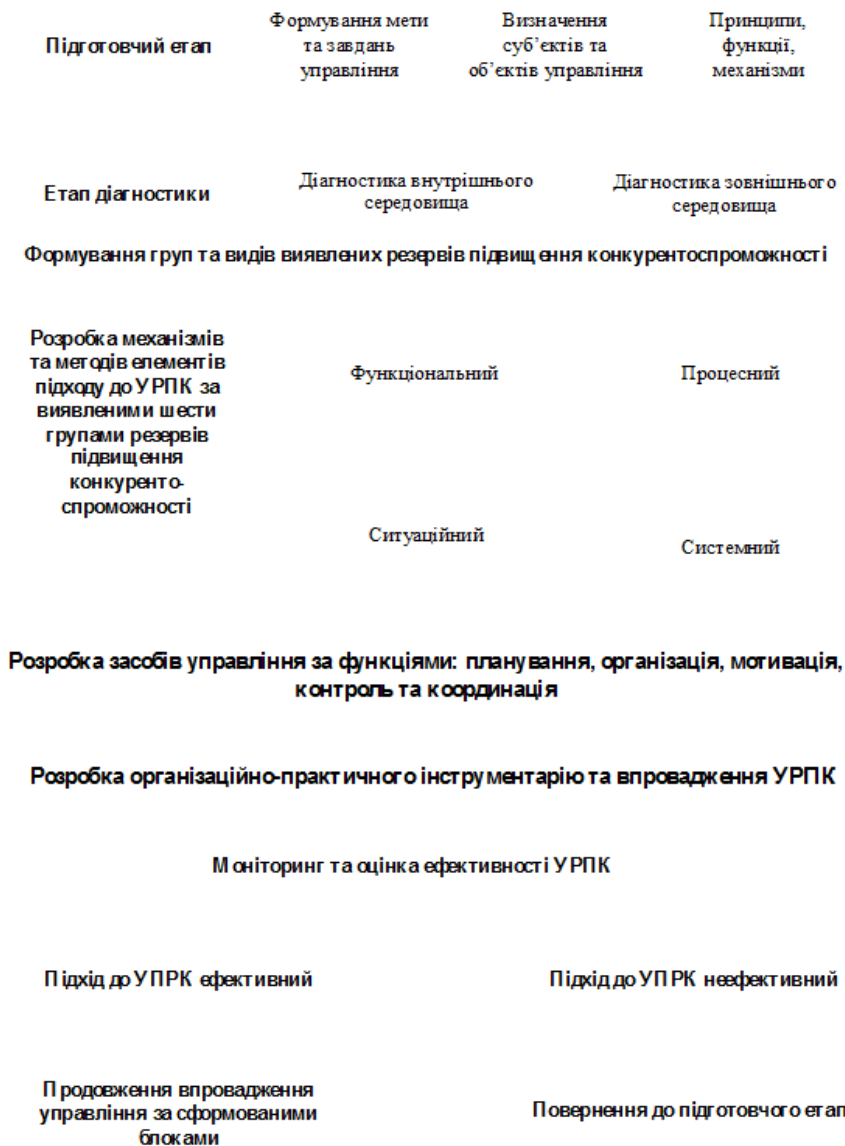 Підготовчий етап
Формування мети
та завдань
управління
Визначення
суб’єктів та
об’єктів управління
Принципи,
функції,
механізми
Етап діагностики
Діагностика внутрішнього
середовища
Діагностика зовнішнього
середовища
Формування груп та видів виявлених резервів підвищення конкурентоспроможності
Розробка механізмів
та методів елементів
підходу до УРПК за
виявленими шести
групами резервів
підвищення
конкуренто-
спроможності
Функціональний
Процесний
Ситуаційний
Системний
Розробка засобів управління за функціями: планування, організація, мотивація,
контроль та координація
Розробка організаційно-практичного інструментарію та впровадження УРПК
Моніторинг та оцінка ефективності УРПК
Підхід до УПРК ефективний
Підхід до УПРК неефективний
Продовження впровадження
управління за сформованими
блоками
Повернення до підготовчого етап